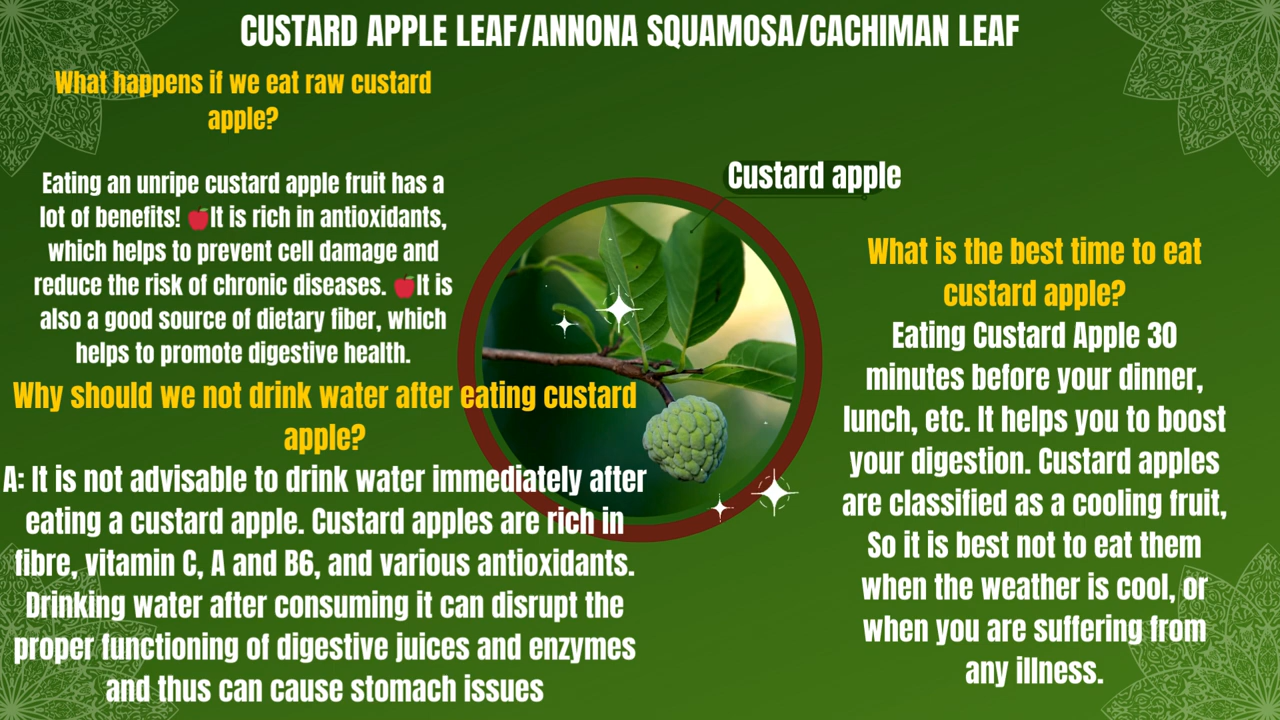 CUSTARD APPLE LEAF/ANNONA SQUAMOSA/CACHIMAN LEAF
What happens if we eat raw custard
apple?
Eating an unripe custard apple fruit has a
lot of benefits! 🍎It is rich in antioxidants,
which helps to prevent cell damage and
reduce the risk of chronic diseases. 🍎It is
also a good source of dietary fiber, which
helps to promote digestive health.
Why should we not drink water after eating custard
apple?
A: It is not advisable to drink water immediately after
eating a custard apple. Custard apples are rich in
fibre, vitamin C, A and B6, and various antioxidants.
Drinking water after consuming it can disrupt the
proper functioning of digestive juices and enzymes
and thus can cause stomach issues
Custard apple
What is the best time to eat
custard apple?
Eating Custard Apple 30
minutes before your dinner,
lunch, etc. It helps you to boost
your digestion. Custard apples
are classified as a cooling fruit,
So it is best not to eat them
when the weather is cool, or
when you are suffering from
any illness.